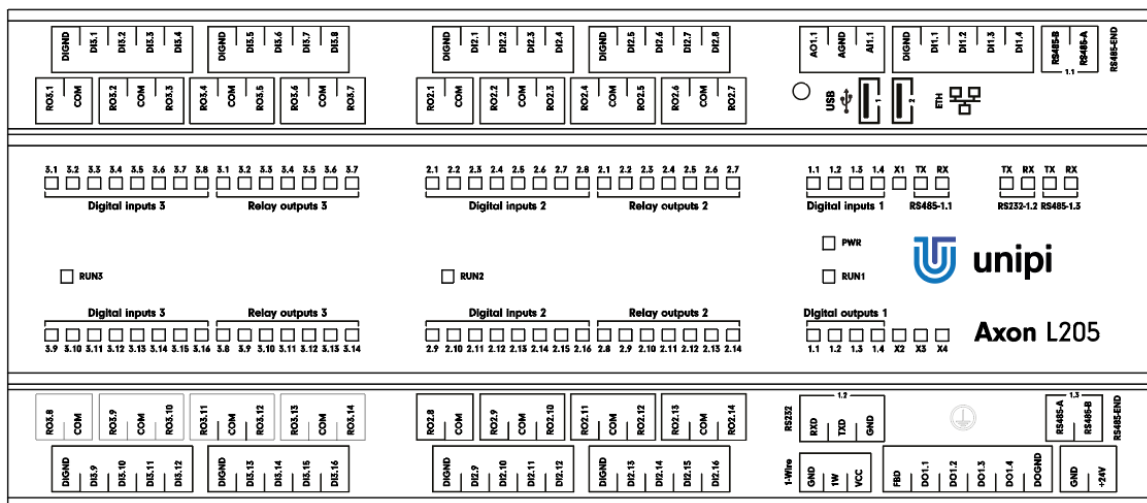 DIGND DI3.1 DI3.2 DI3.3 DI3.4 DIGND DI3.5 DI3.6 DI3.7 DI3.8 DIGND DI2.1 DI2.2 DI2.3 DI2.4 DIGND DI2.5 DI2.6 DI2.7 DI2.8 AO1.1 AGND AI1.1 DIGND DI1.1 DI1.2 DI1.3 DI1.4 RS485-B RS485-A RS485-END
1.1
RO3.1 COM RO3.2 COM RO3.3 RO3.4 COM RO3.5 RO3.6 COM RO3.7 RO2.1 COM RO2.2 COM RO2.3 RO2.4 COM RO2.5 RO2.6 COM RO2.7 USB 1 2 ETH
3.1 3.2 3.3 3.4 3.5 3.6 3.7 3.8 3.1 3.2 3.3 3.4 3.5 3.6 3.7 2.1 2.2 2.3 2.4 2.5 2.6 2.7 2.8 2.1 2.2 2.3 2.4 2.5 2.6 2.7 1.1 1.2 1.3 1.4 X1 TX RX TX RX TX RX
Digital inputs 3 Relay outputs 3 Digital inputs 2 Relay outputs 2 Digital inputs 1 RS485-1.1 RS232-1.2 RS485-1.3
PWR
unipi
RUN3 RUN2 RUN1
Digital inputs 3 Relay outputs 3 Digital inputs 2 Relay outputs 2 Digital outputs 1
Axon L205
3.9 3.10 3.11 3.12 3.13 3.14 3.15 3.16 3.8 3.9 3.10 3.11 3.12 3.13 3.14 2.9 2.10 2.11 2.12 2.13 2.14 2.15 2.16 2.8 2.9 2.10 2.11 2.12 2.13 2.14 1.1 1.2 1.3 1.4 X2 X3 X4
1.2 1.3
RO3.8 COM RO3.9 COM RO3.10 RO3.11 COM RO3.12 RO3.13 COM RO3.14 RO2.8 COM RO2.9 COM RO2.10 RO2.11 COM RO2.12 RO2.13 COM RO2.14 RS232 RXD TXD GND RS485-A RS485-B RS485-END
DIGND DI3.9 DI3.10 DI3.11 DI3.12 DIGND DI3.13 DI3.14 DI3.15 DI3.16 DIGND DI2.9 DI2.10 DI2.11 DI2.12 DIGND DI2.13 DI2.14 DI2.15 DI2.16 1-Wire GND 1W VCC FBD DO1.1 DO1.2 DO1.3 DO1.4 DOGND GND +24V